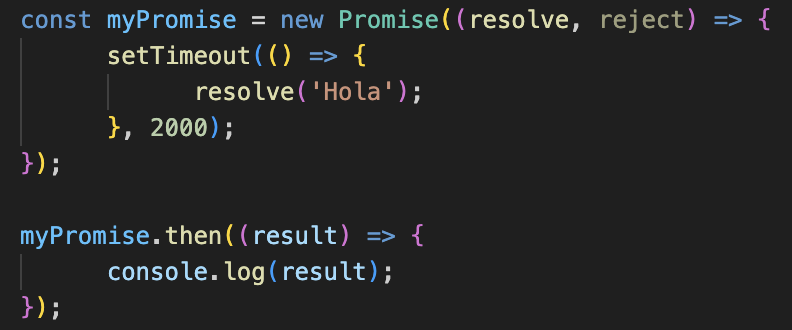 const myPromise = new Promise((resolve, reject) => {
setTimeout(() => {
resolve('Hola');
}, 2000);
});
myPromise.then((result) => {
console.log(result);
});